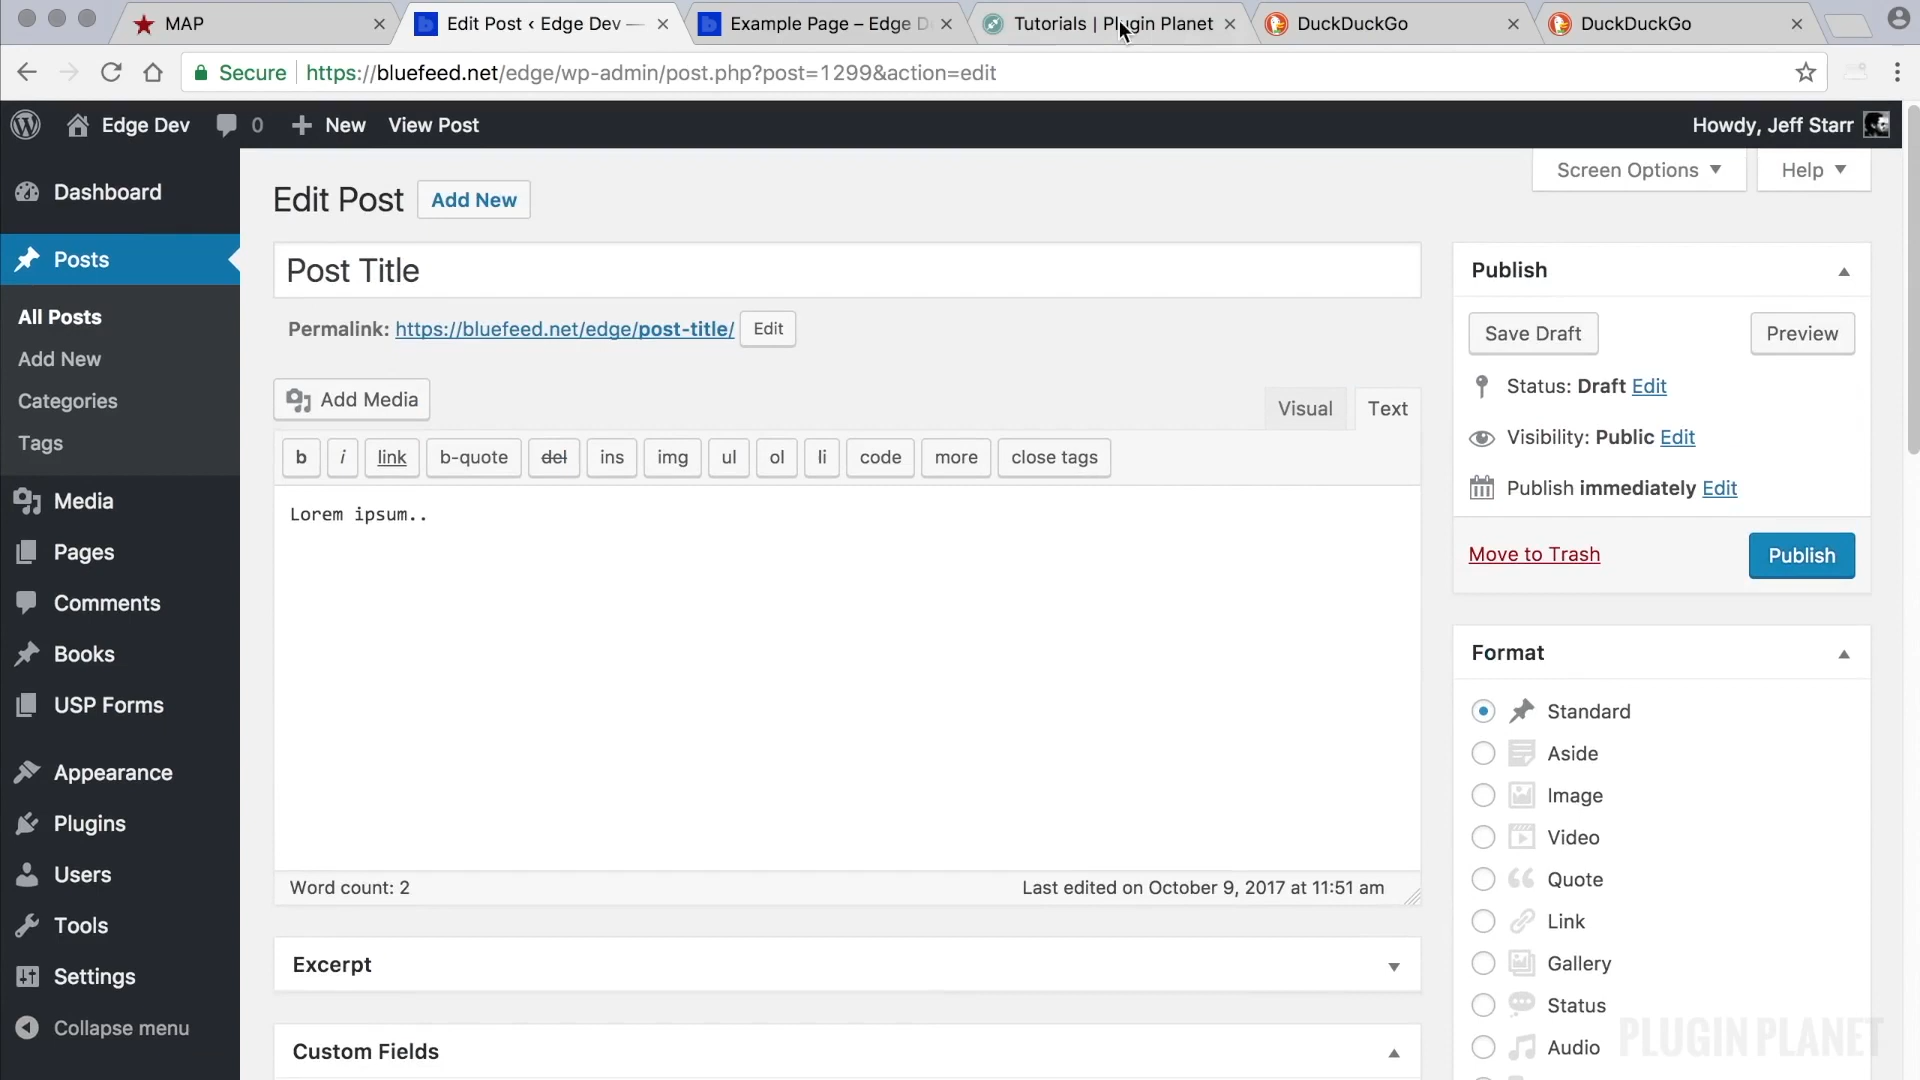 MAP
Edit Post ‹ Edge Dev —
Example Page – Edge D
Tutorials | Plugin Planet
DuckDuckGo
DuckDuckGo
Secure
https://bluefeed.net/edge/wp-admin/post.php?post=1299&action=edit
Edge Dev
0
New
View Post
Howdy, Jeff Starr
Screen Options
Help
Dashboard
Posts
All Posts
Add New
Categories
Tags
Media
Pages
Comments
Books
USP Forms
Appearance
Plugins
Users
Tools
Settings
Collapse menu
Edit Post
Add New
Post Title
Permalink: https://bluefeed.net/edge/post-title/ Edit
Add Media
Visual
Text
b
i
link
b-quote
del
ins
img
ul
ol
li
code
more
close tags
Lorem ipsum..
Word count: 2
Last edited on October 9, 2017 at 11:51 am
Excerpt
Custom Fields
Publish
Save Draft
Preview
Status: Draft Edit
Visibility: Public Edit
Publish immediately Edit
Move to Trash
Publish
Format
Standard
Aside
Image
Video
Quote
Link
Gallery
Status
Audio
PLUGIN PLANET